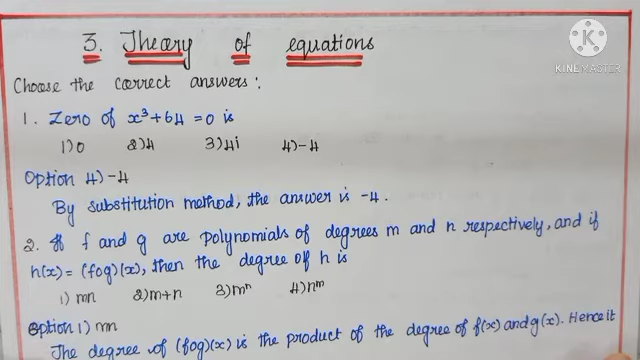 3. Theory of equations
KINEMASTER
Choose the correct answers:
1. Zero of x³+64=0 is
1) 0 2) 4 3) 4i 4) -4
Option 4) -4
By substitution method, the answer is -4.
2. If f and g are polynomials of degrees m and n respectively, and if
h(x) = (fog)(x), then the degree of h is
1) mn 2) m+n 3) mⁿ 4) nᵐ
Option 1) mn
The degree of (fog)(x) is the product of the degree of f(x) and g(x). Hence it